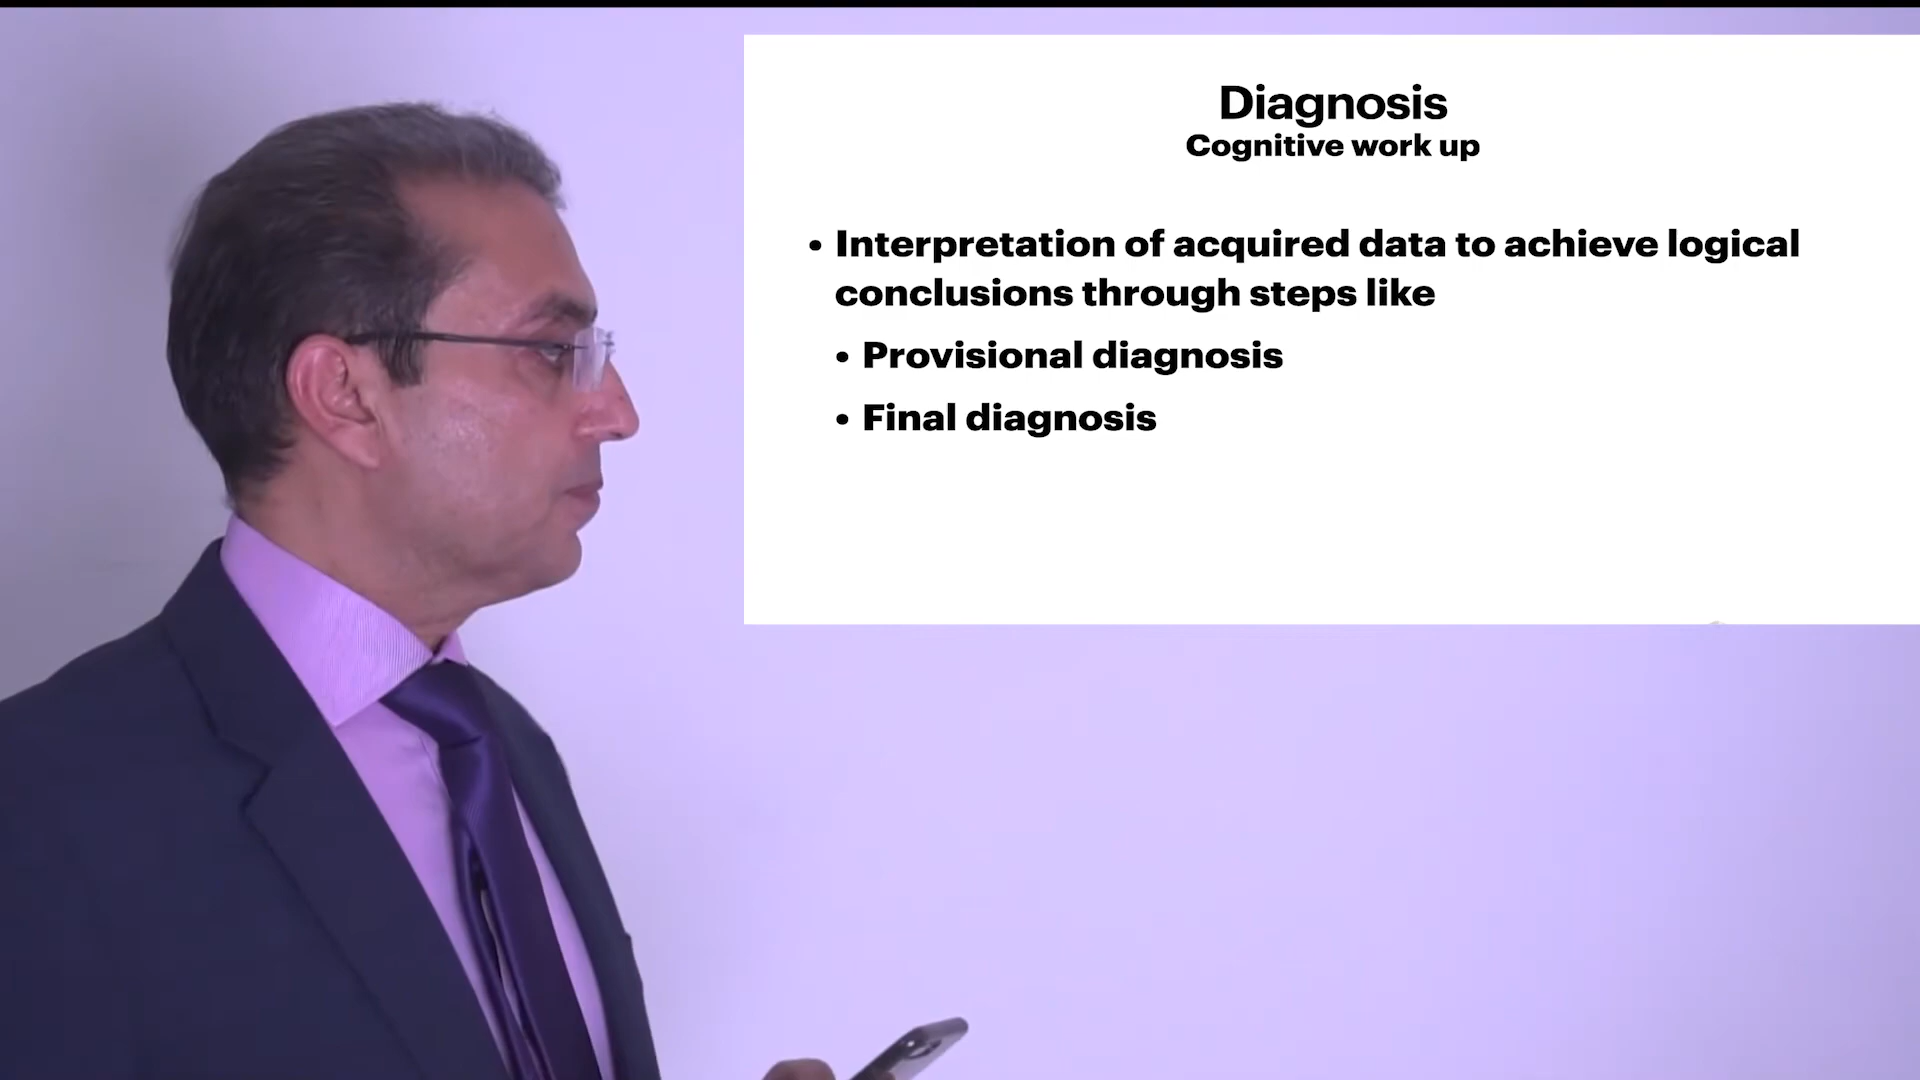 Diagnosis
Cognitive work up
• Interpretation of acquired data to achieve logical
conclusions through steps like
• Provisional diagnosis
• Final diagnosis